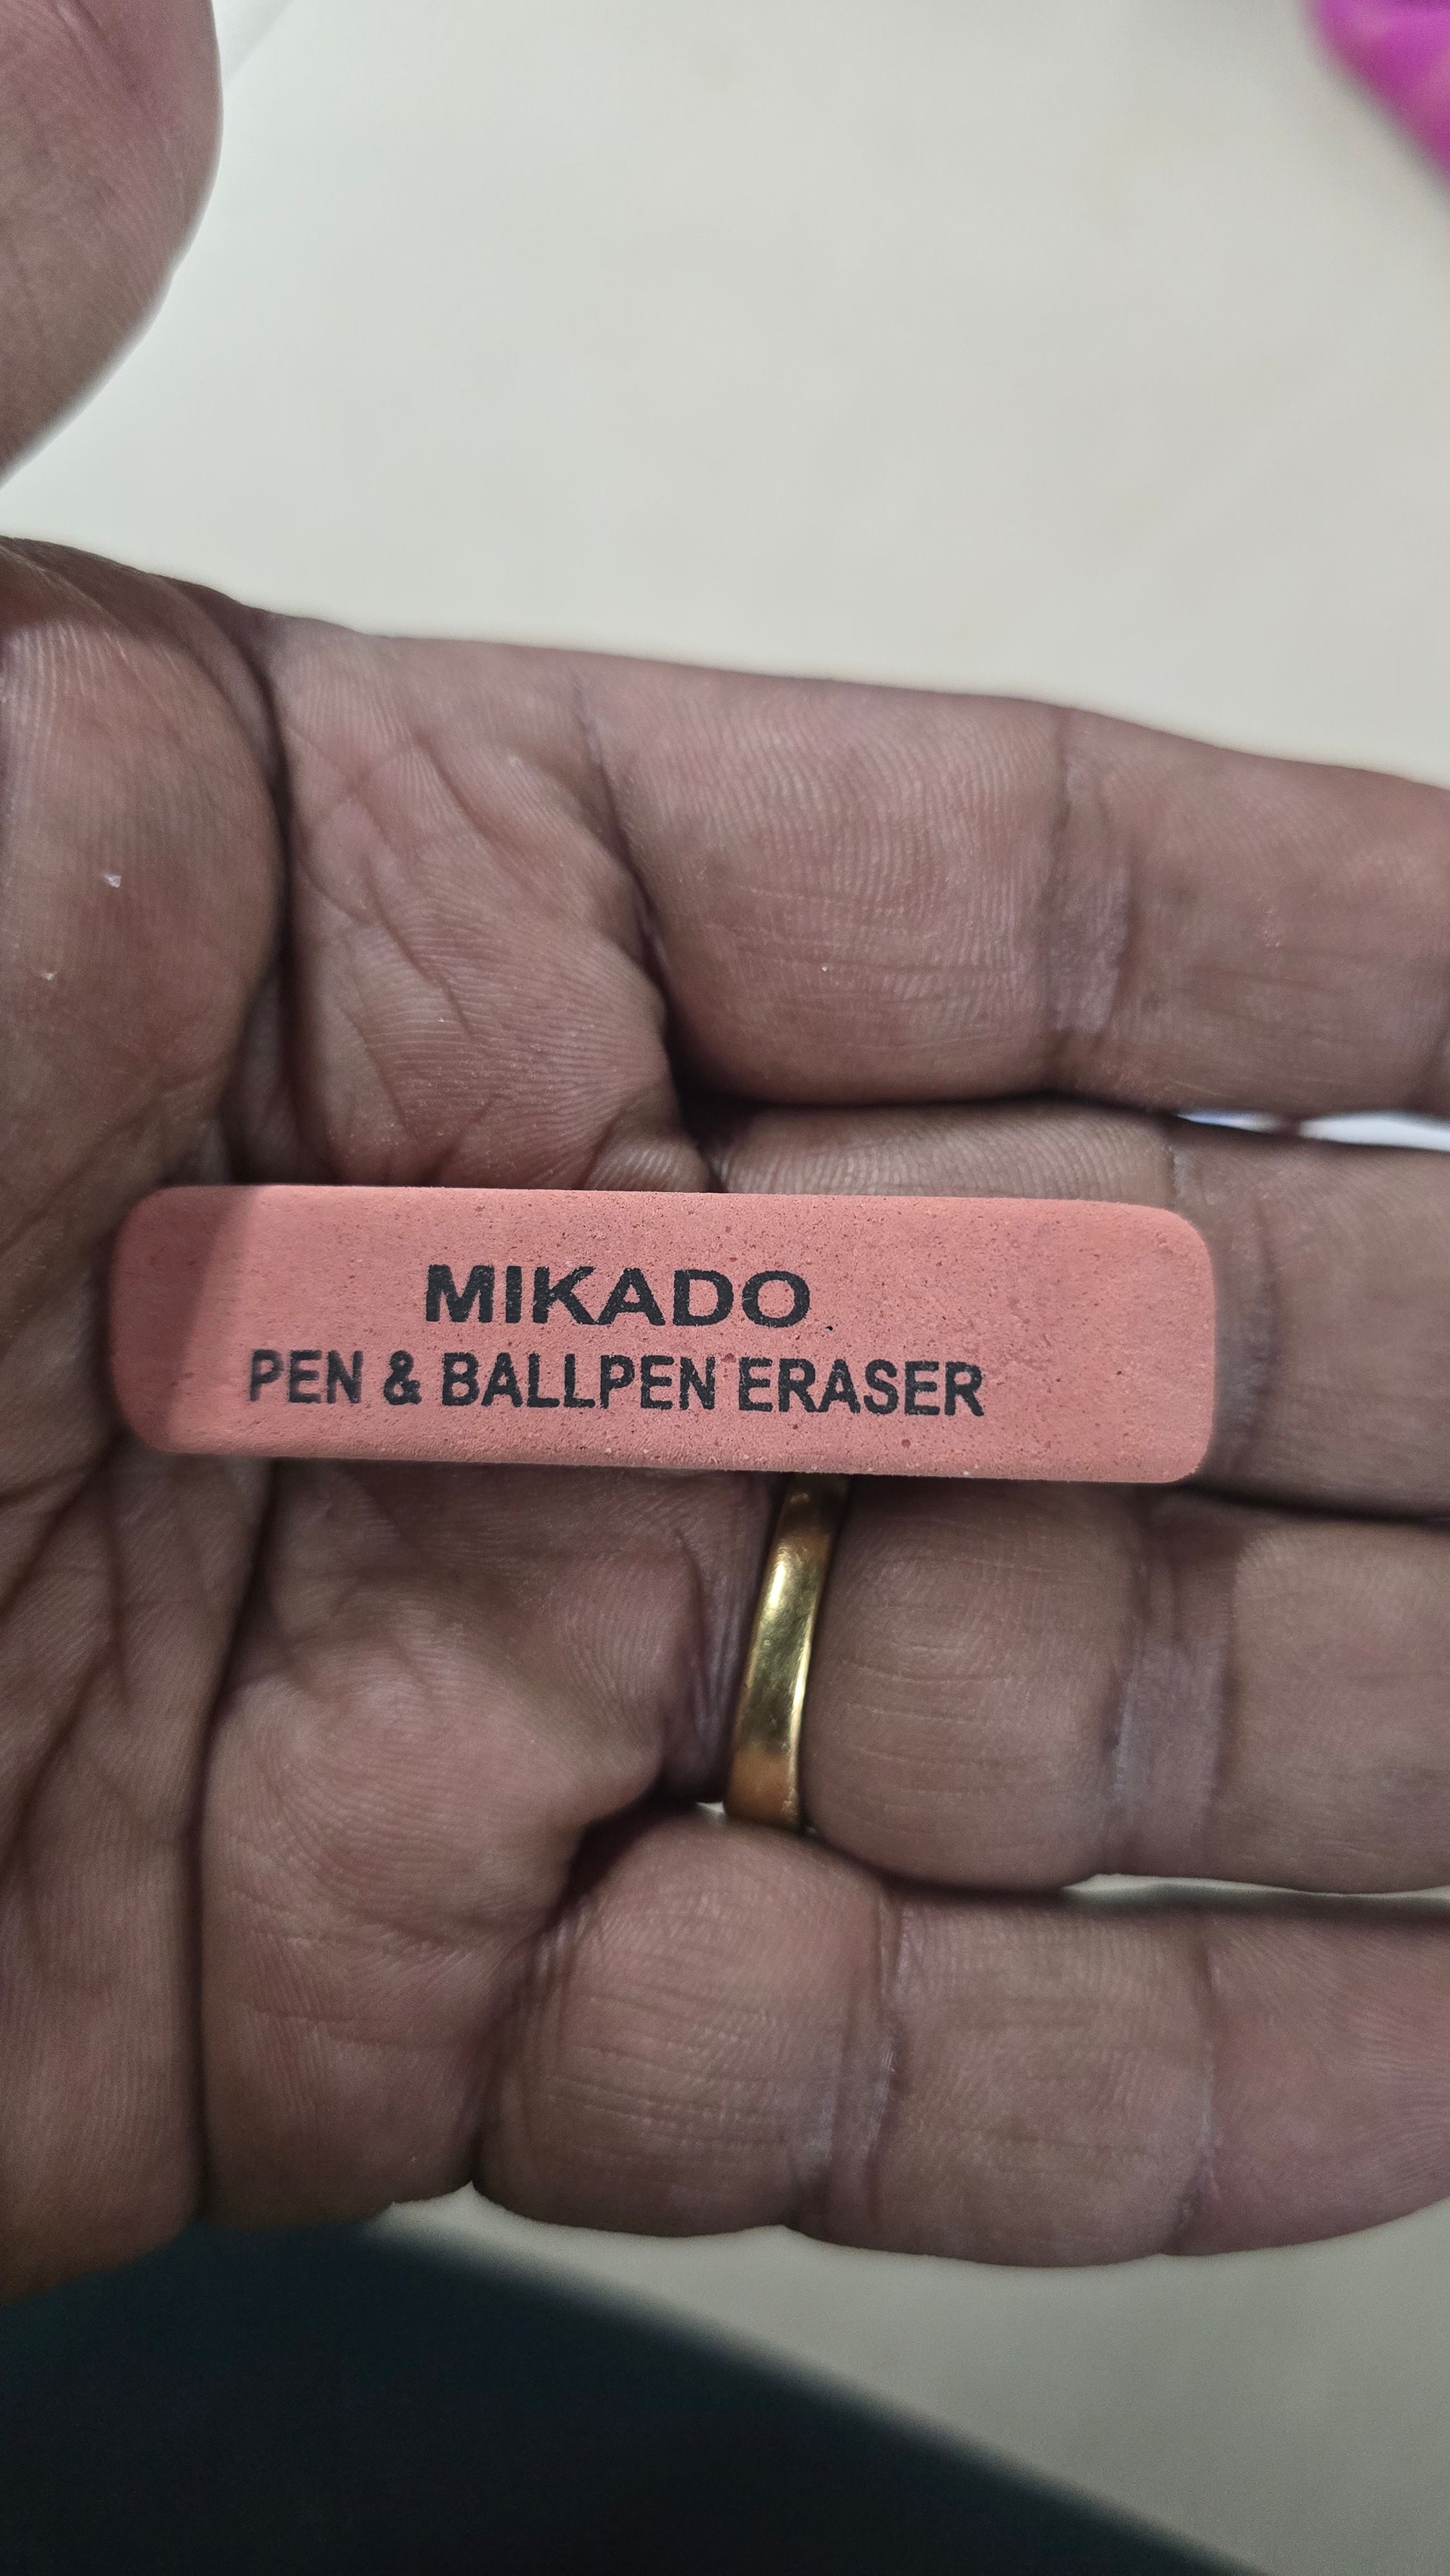 MIKADO
PEN & BALLPEN ERASER